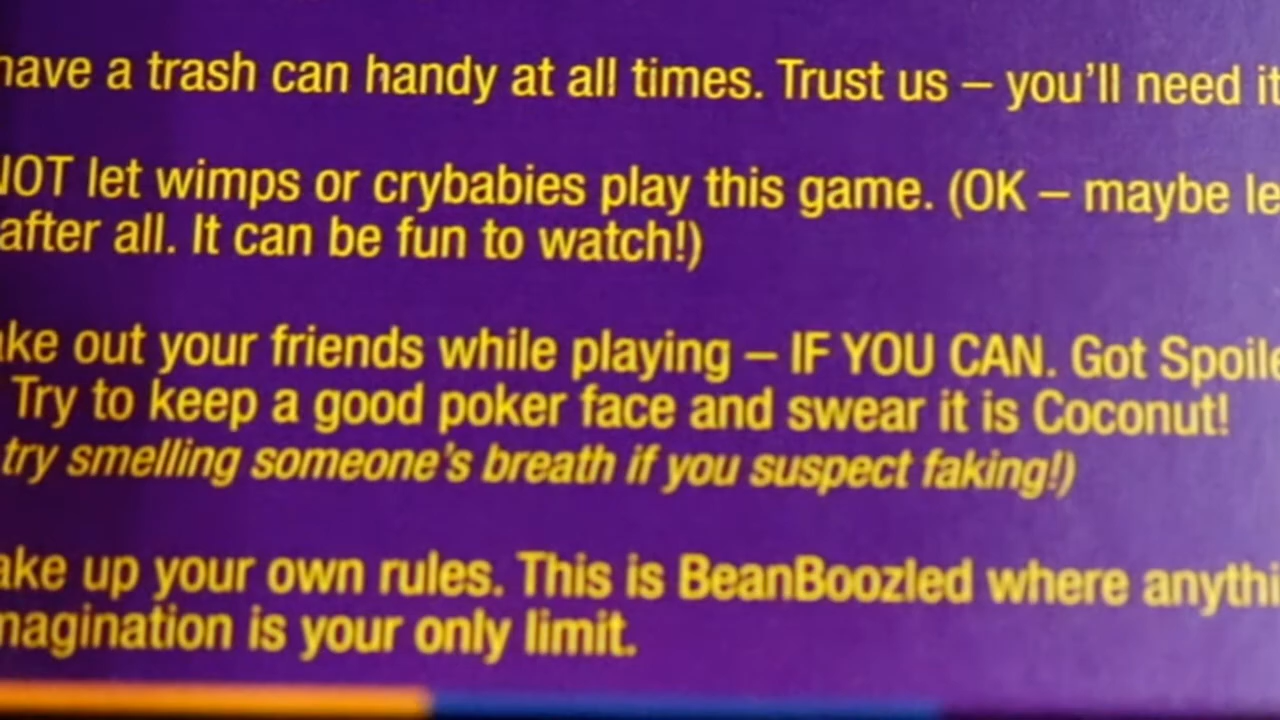 have a trash can handy at all times. Trust us – you'll need it
NOT let wimps or crybabies play this game. (OK – maybe le
after all. It can be fun to watch!)
ake out your friends while playing – IF YOU CAN. Got Spoile
Try to keep a good poker face and swear it is Coconut!
try smelling someone's breath if you suspect faking!)
ake up your own rules. This is BeanBoozled where anythi
magination is your only limit.